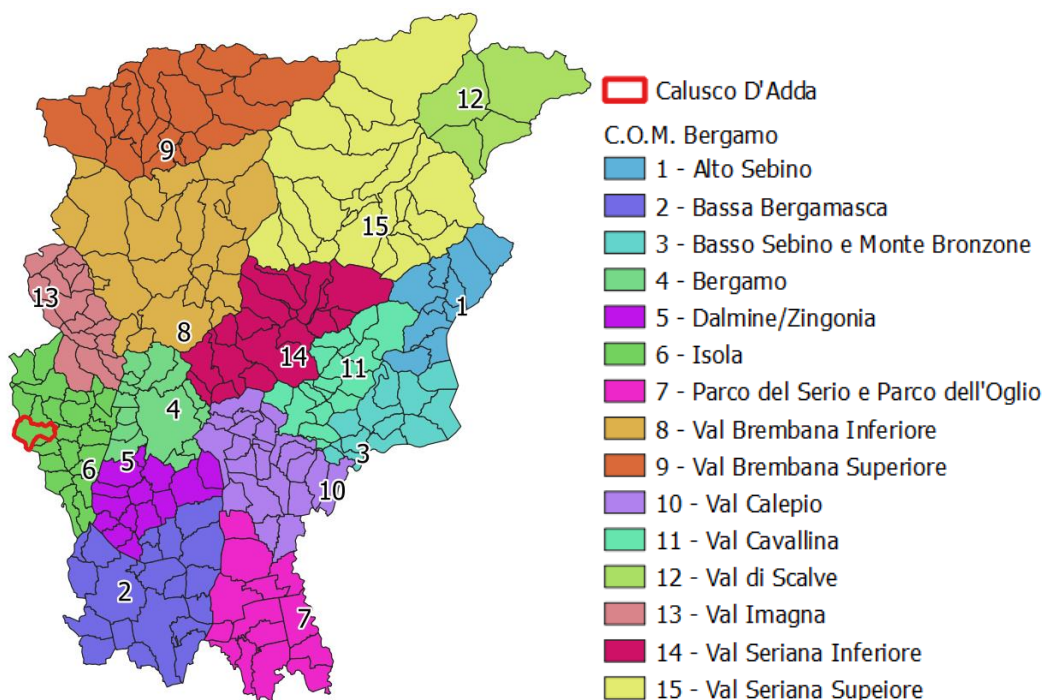 Calusco D'Adda
C.O.M. Bergamo
1 - Alto Sebino
2 - Bassa Bergamasca
3 - Basso Sebino e Monte Bronzone
4 - Bergamo
5 - Dalmine/Zingonia
6 - Isola
7 - Parco del Serio e Parco dell'Oglio
8 - Val Brembana Inferiore
9 - Val Brembana Superiore
10 - Val Calepio
11 - Val Cavallina
12 - Val di Scalve
13 - Val Imagna
14 - Val Seriana Inferiore
15 - Val Seriana Supeiore
12
9
15
13
1
8
14
11
4
3
5
6
10
2
7